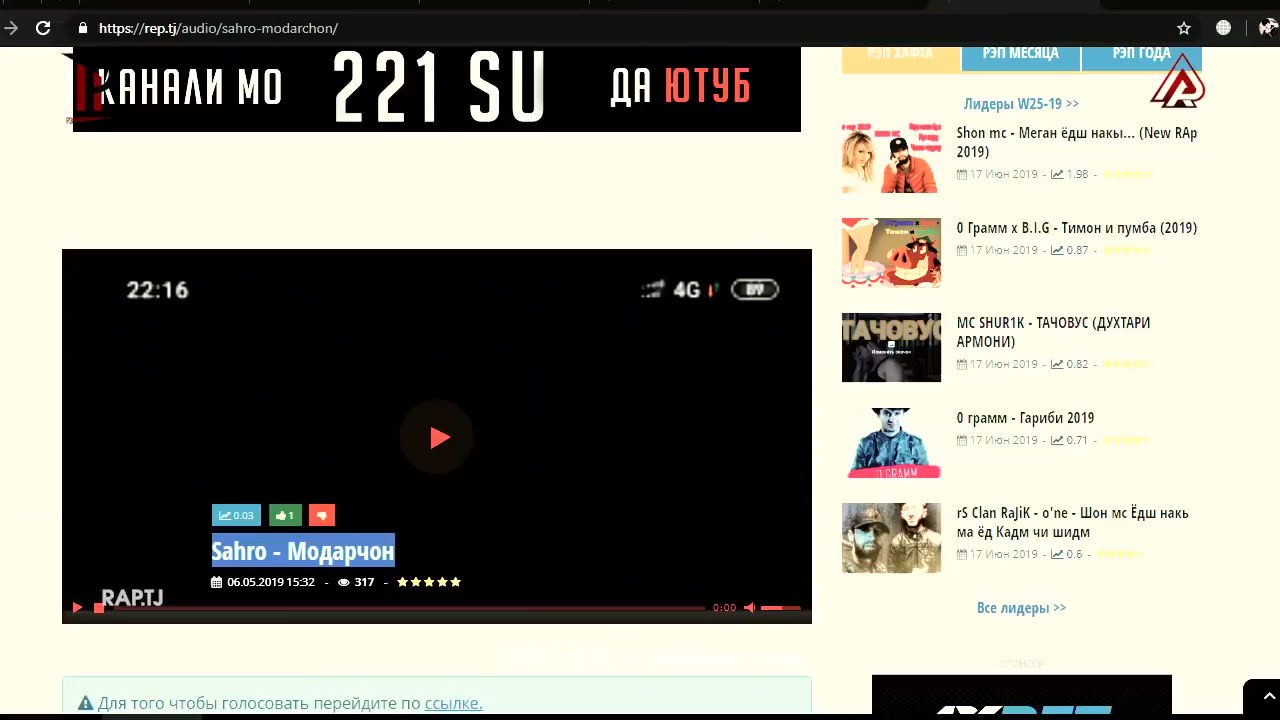 https://rep.tj/audio/sahro-modarchon/
КАНАЛИ МО 221 SU ДА ЮТУБ
РЭП ХАФТА РЭП МЕСЯЦА РЭП ГОДА
Лидеры W25-19 >>
Shon mc - Меган ёдш накы... (New RAp
2019)
17 Июн 2019 - 1.98 -
0 Грамм x B.I.G - Тимон и пумба (2019)
17 Июн 2019 - 0.87 -
MC SHUR1K - ТАЧОВУС (ДУХТАРИ
АРМОНИ)
17 Июн 2019 - 0.82 -
0 грамм - Гариби 2019
17 Июн 2019 - 0.71 -
rS Clan RaJiK - o'ne - Шон мс Ёдш накь
ма ёд Кадм чи шидм
17 Июн 2019 - 0.6 -
Все лидеры >>
- СПОНСОР -
22:16 4G
0.03 1
Sahro - Модарчон
06.05.2019 15:32 - 317 -
RAP.TJ
0:00
Для того чтобы голосовать перейдите по ссылке.